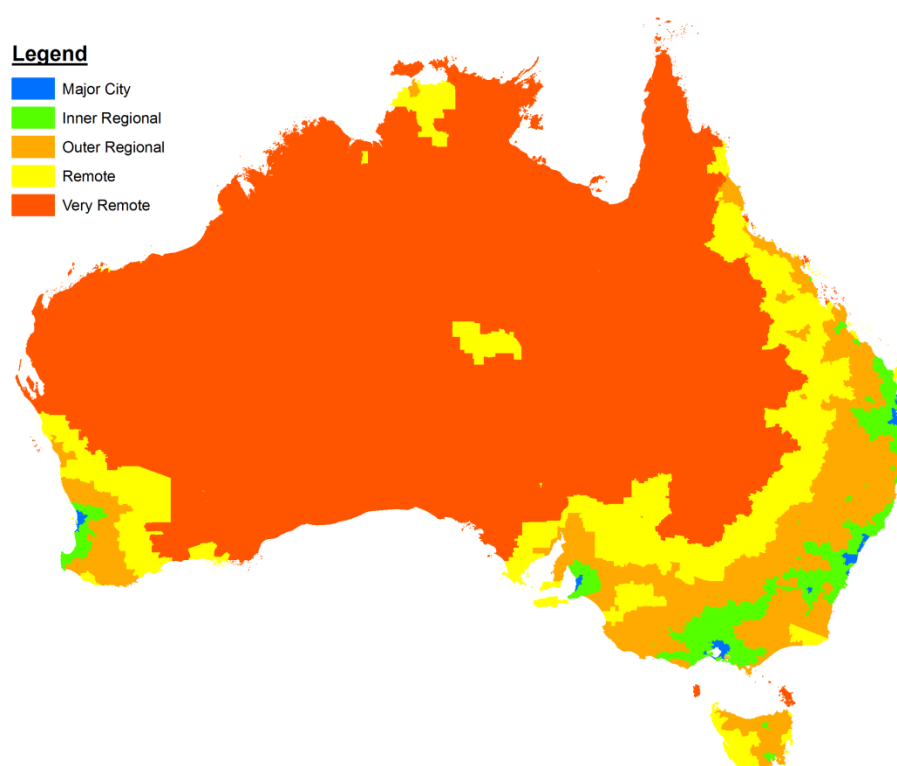 Legend
Major City
Inner Regional
Outer Regional
Remote
Very Remote